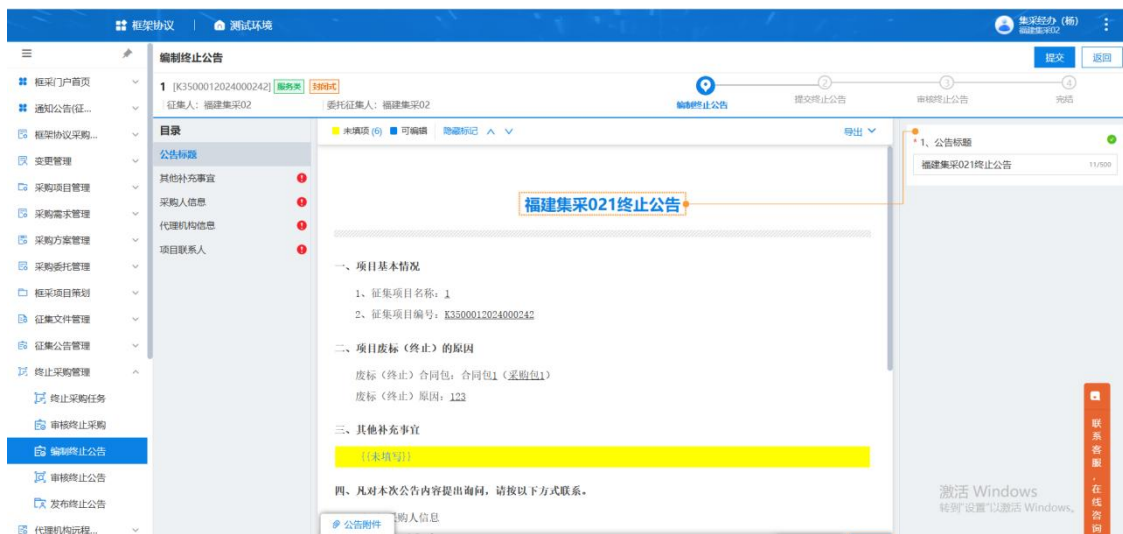 框架协议 | 测试环境
集采经办（杨）
福建集采02
框采门户首页
通知公告(征...
框架协议采购...
变更管理
采购项目管理
采购需求管理
采购方案管理
采购委托管理
框采项目策划
征集文件管理
征集公告管理
终止采购管理
终止采购任务
审核终止采购
编制终止公告
审核终止公告
发布终止公告
代理机构远程...
编制终止公告
提交 返回
1 [K3500012024000242] 服务类 封闭式
征集人：福建集采02 委托征集人：福建集采02
编制终止公告
2 提交终止公告
3 审核终止公告
4 完结
目录
公告标题
其他补充事宜
采购人信息
代理机构信息
项目联系人
未填项 (6) 可编辑 隐藏标记 导出
福建集采021终止公告
一、项目基本情况
1、征集项目名称：1
2、征集项目编号：K3500012024000242
二、项目废标（终止）的原因
废标（终止）合同包：合同包1（采购包1）
废标（终止）原因：123
三、其他补充事宜
{{未填写}}
四、凡对本次公告内容提出询问，请按以下方式联系。
购人信息
公告附件
* 1、公告标题
福建集采021终止公告 11/500
联系客服，在线咨询
激活 Windows
转到"设置"以激活 Windows。